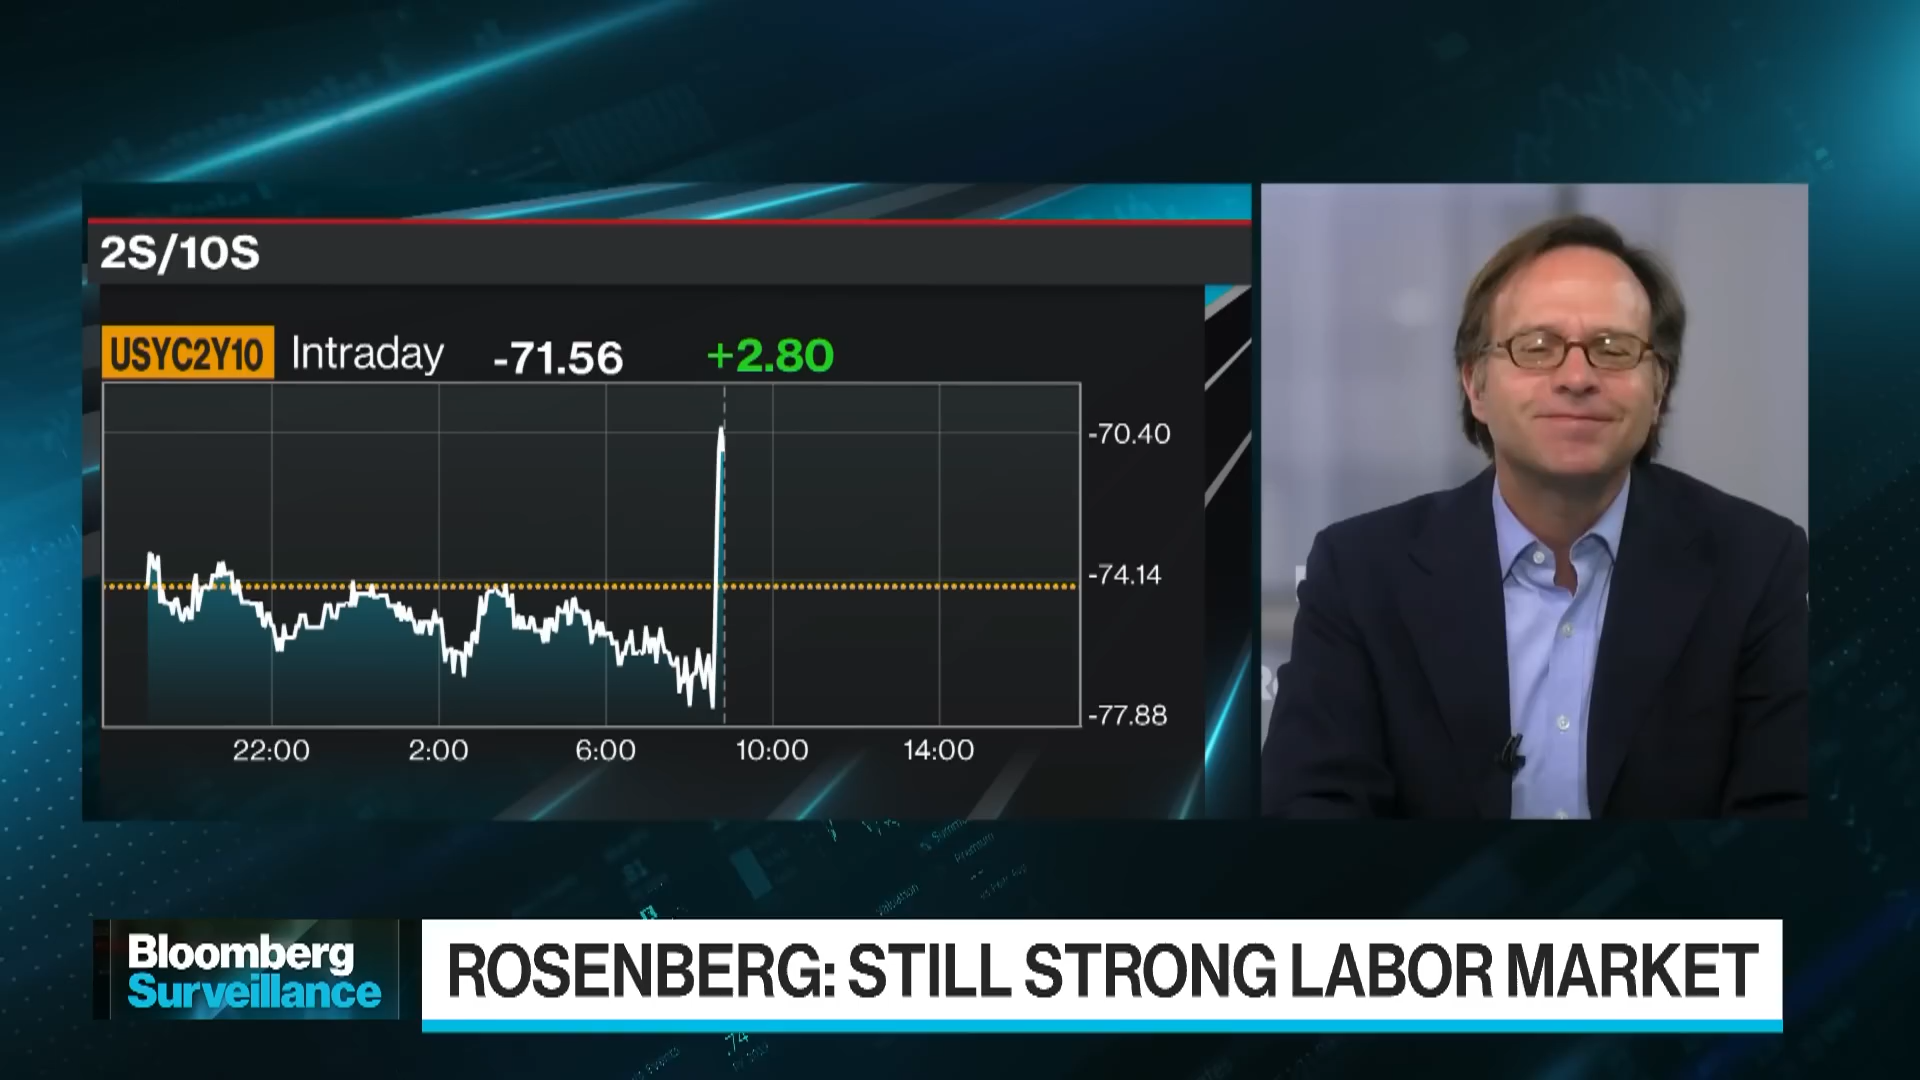 2S/10S
USYC2Y10 Intraday -71.56 +2.80
-70.40
-74.14
-77.88
22:00 2:00 6:00 10:00 14:00
Bloomberg
Surveillance
ROSENBERG: STILL STRONG LABOR MARKET